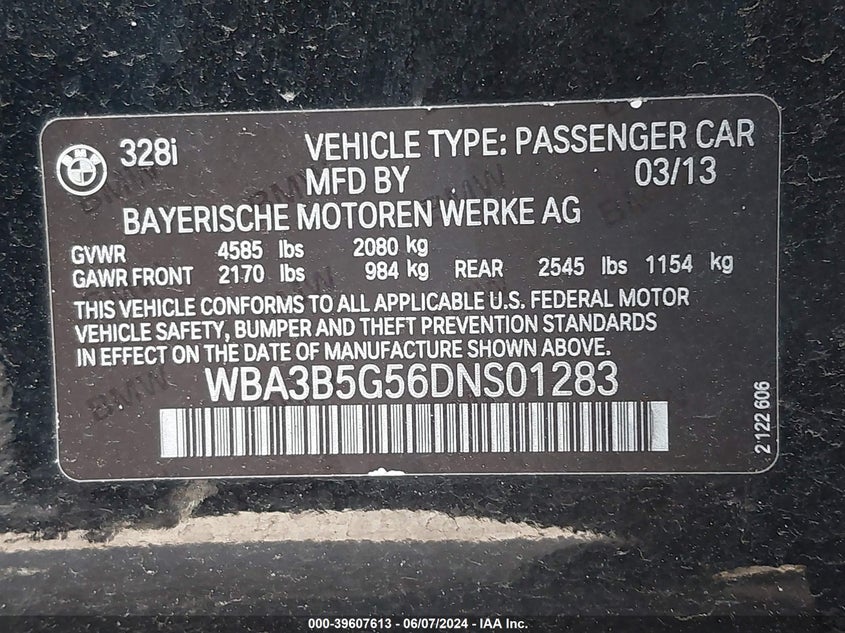 328i VEHICLE TYPE: PASSENGER CAR
MFD BY 03/13
BAYERISCHE MOTOREN WERKE AG
GVWR 4585 lbs 2080 kg
GAWR FRONT 2170 lbs 984 kg REAR 2545 lbs 1154 kg
THIS VEHICLE CONFORMS TO ALL APPLICABLE U.S. FEDERAL MOTOR
VEHICLE SAFETY, BUMPER AND THEFT PREVENTION STANDARDS
IN EFFECT ON THE DATE OF MANUFACTURE SHOWN ABOVE.
WBA3B5G56DNS01283
2 122 606
000-39607613 - 06/07/2024 - IAA Inc.